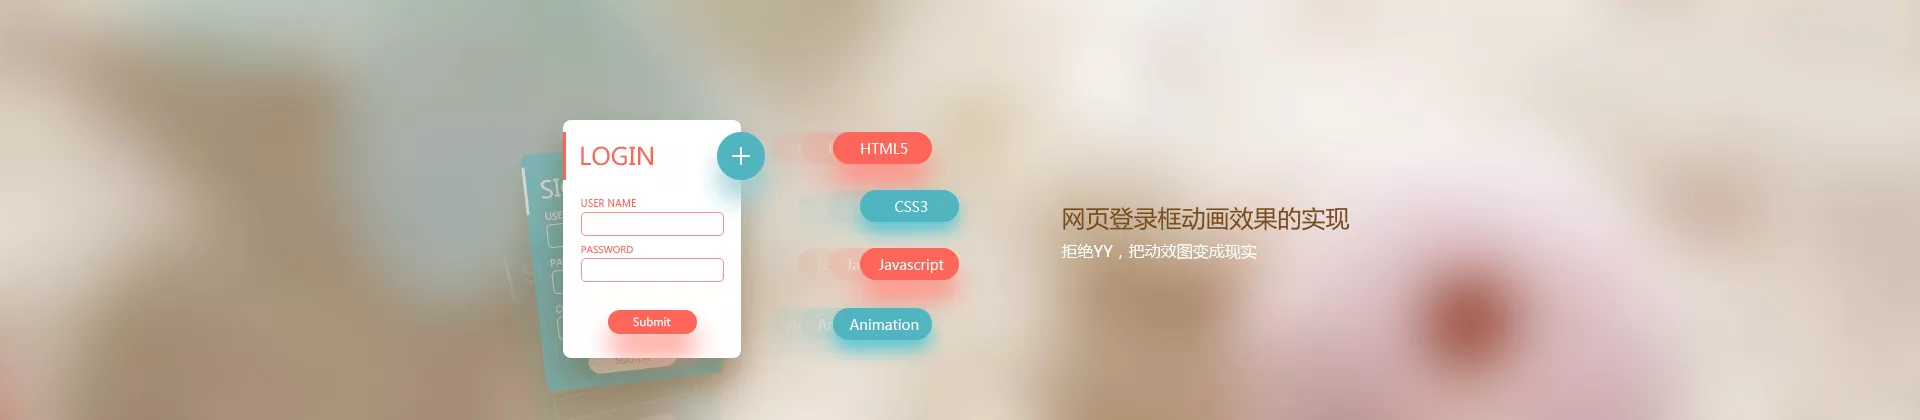 LOGIN
USER NAME
PASSWORD
Submit
HTML5
CSS3
Javascript
Animation
网页登录框动画效果的实现
拒绝YY，把动效图变成现实